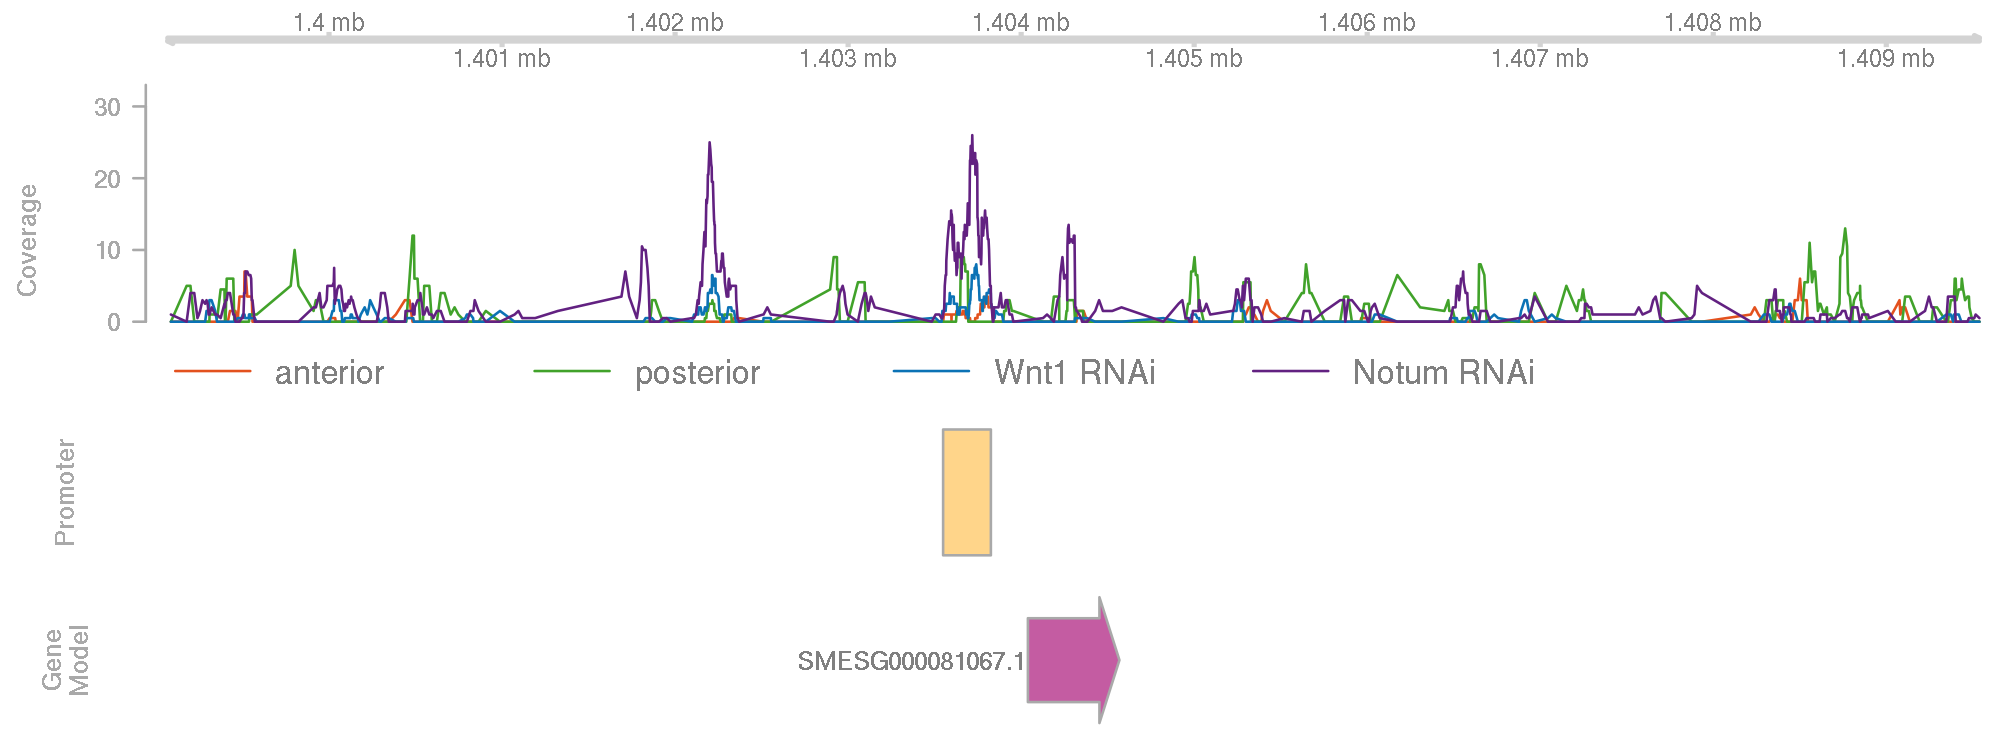 1.4 mb 1.402 mb 1.404 mb 1.406 mb 1.408 mb
1.401 mb 1.403 mb 1.405 mb 1.407 mb 1.409 mb
Coverage
30
20
10
0
anterior posterior Wnt1 RNAi Notum RNAi
Promoter
0
Gene
Model
SMESG000081067.1